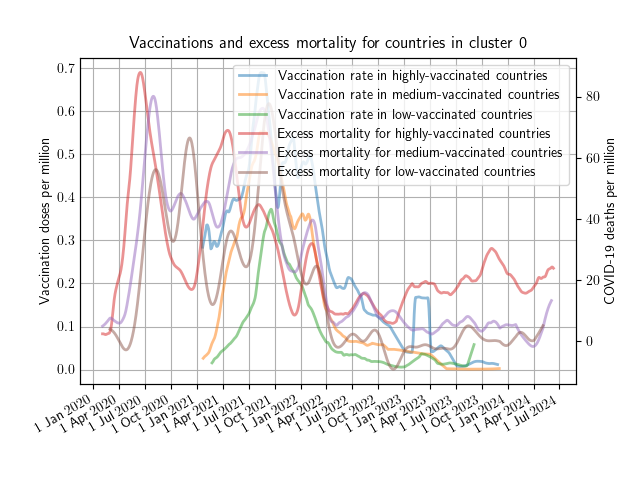 Vaccinations and excess mortality for countries in cluster 0
Vaccination rate in highly-vaccinated countries
Vaccination rate in medium-vaccinated countries
Vaccination rate in low-vaccinated countries
Excess mortality for highly-vaccinated countries
Excess mortality for medium-vaccinated countries
Excess mortality for low-vaccinated countries
Vaccination doses per million
0.7
0.6
0.5
0.4
0.3
0.2
0.1
0.0
COVID-19 deaths per million
80
60
40
20
0
1 Jan 2020
1 Apr 2020
1 Jul 2020
1 Oct 2020
1 Jan 2021
1 Apr 2021
1 Jul 2021
1 Oct 2021
1 Jan 2022
1 Apr 2022
1 Jul 2022
1 Oct 2022
1 Jan 2023
1 Apr 2023
1 Jul 2023
1 Oct 2023
1 Jan 2024
1 Apr 2024
1 Jul 2024